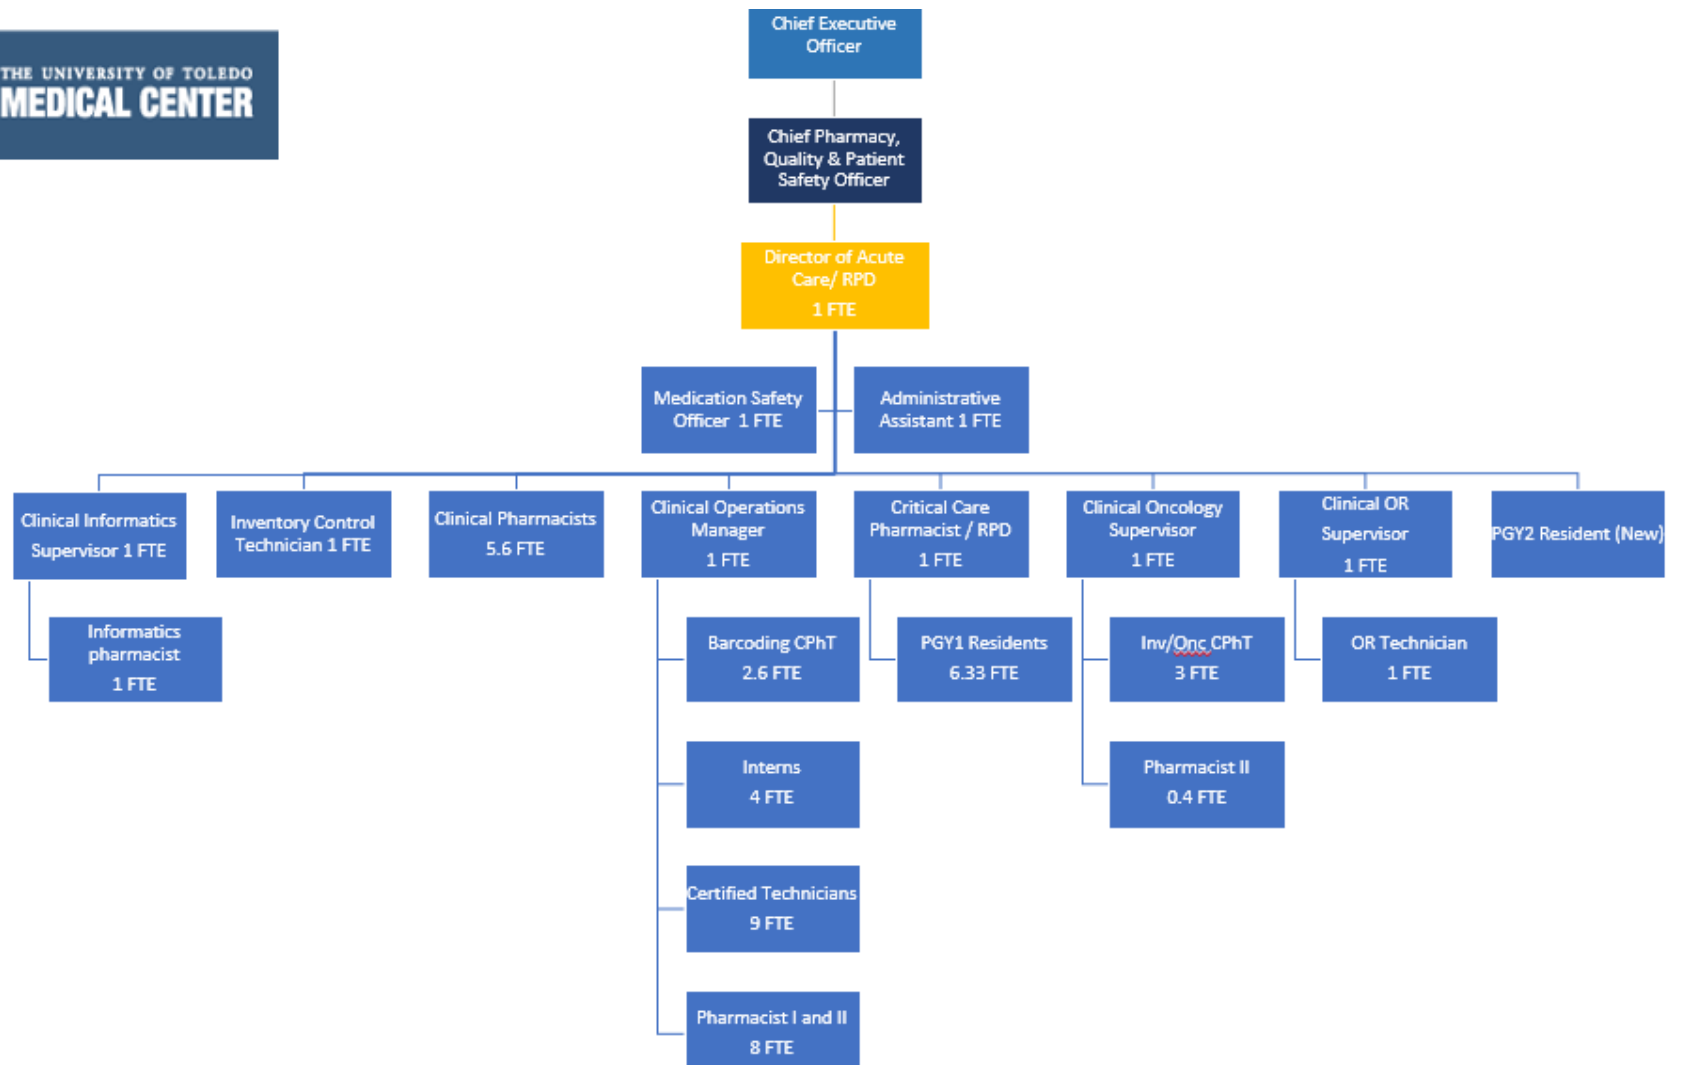 THE UNIVERSITY OF TOLEDO
MEDICAL CENTER
Chief Executive
Officer
Chief Pharmacy,
Quality & Patient
Safety Officer
Director of Acute
Care/ RPD
1 FTE
Medication Safety
Officer 1 FTE
Administrative
Assistant 1 FTE
Clinical Informatics
Supervisor 1 FTE
Inventory Control
Technician 1 FTE
Clinical Pharmacists
5.6 FTE
Clinical Operations
Manager
1 FTE
Critical Care
Pharmacist / RPD
1 FTE
Clinical Oncology
Supervisor
1 FTE
Clinical OR
Supervisor
1 FTE
PGY2 Resident (New)
Informatics
pharmacist
1 FTE
Barcoding CPhT
2.6 FTE
PGY1 Residents
6.33 FTE
Inv/Onc CPhT
3 FTE
OR Technician
1 FTE
Interns
4 FTE
Pharmacist II
0.4 FTE
Certified Technicians
9 FTE
Pharmacist I and II
8 FTE